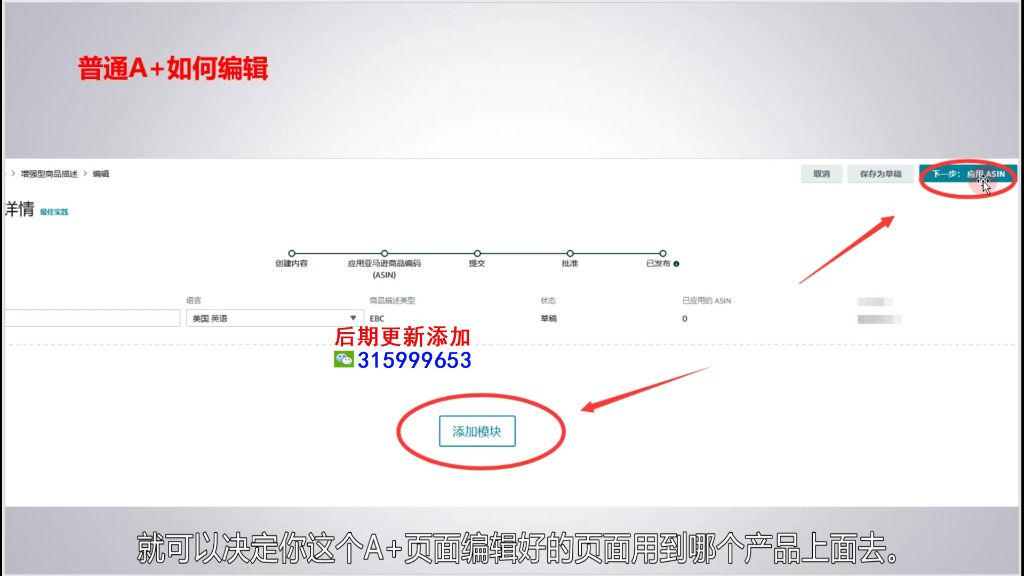 普通A+如何编辑
> 增强型商品描述 > 编辑
取消 保存为草稿 下一步：应用 ASIN
详情 最佳实践
创建内容 应用亚马逊商品编码 (ASIN) 提交 批准 已发布
语言 商品描述类型 状态 已应用的 ASIN
美国 英语 EBC 草稿 0
后期更新添加
315999653
添加模块
就可以决定你这个A+页面编辑好的页面用到哪个产品上面去。